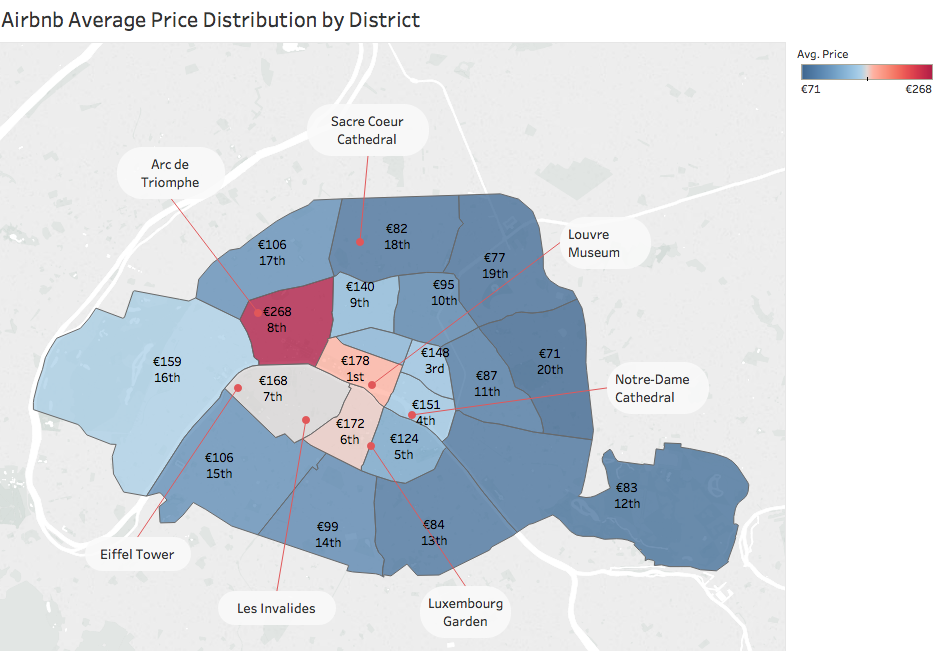 Airbnb Average Price Distribution by District
Avg. Price
€71
€268
Sacre Coeur
Cathedral
Arc de
Triomphe
Louvre
Museum
€82
18th
€106
17th
€77
19th
€140
9th
€95
10th
€268
8th
€148
3rd
€178
1st
€71
20th
€159
16th
€168
7th
€87
11th
Notre-Dame
Cathedral
€151
4th
€172
6th
€124
5th
€106
15th
€83
12th
€99
14th
€84
13th
Eiffel Tower
Les Invalides
Luxembourg
Garden